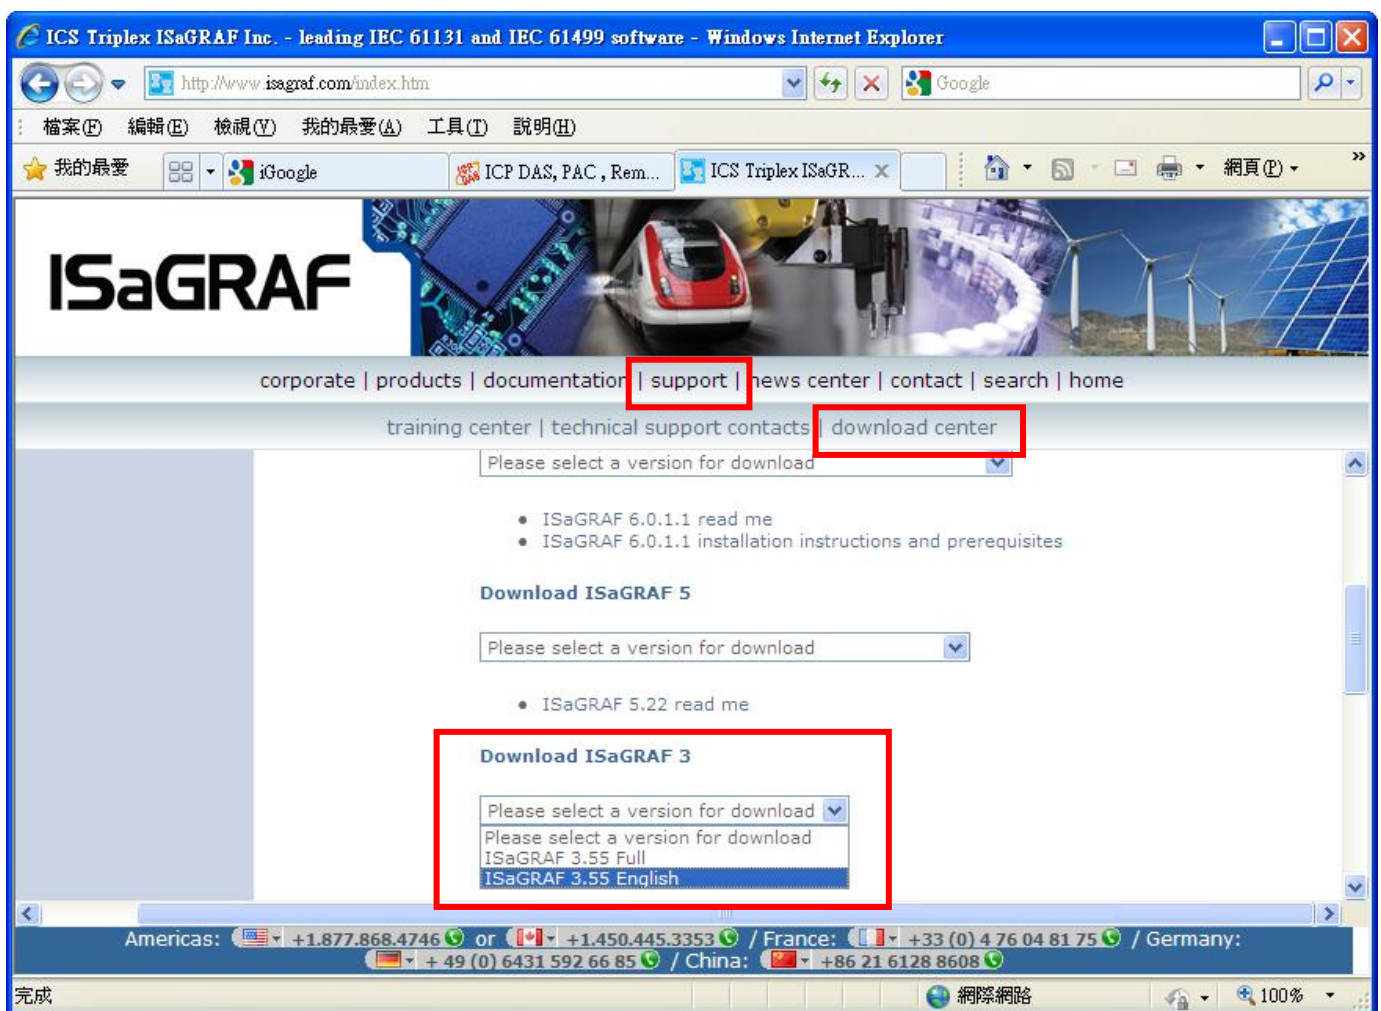 ICS Triplex ISaGRAF Inc. - leading IEC 61131 and IEC 61499 software - Windows Internet Explorer
http://www.isagraf.com/index.htm
Google
檔案(F) 編輯(E) 檢視(V) 我的最愛(A) 工具(T) 說明(H)
我的最愛 iGoogle ICP DAS, PAC , Rem... ICS Triplex ISaGR... X 網頁(P) »
ISaGRAF
corporate | products | documentation | support | news center | contact | search | home
training center | technical support contacts | download center
Please select a version for download
• ISaGRAF 6.0.1.1 read me
• ISaGRAF 6.0.1.1 installation instructions and prerequisites
Download ISaGRAF 5
Please select a version for download
• ISaGRAF 5.22 read me
Download ISaGRAF 3
Please select a version for download
Please select a version for download
ISaGRAF 3.55 Full
ISaGRAF 3.55 English
Americas: +1.877.868.4746 or +1.450.445.3353 / France: +33 (0) 4 76 04 81 75 / Germany:
+ 49 (0) 6431 592 66 85 / China: +86 21 6128 8608
完成 網際網路 100%